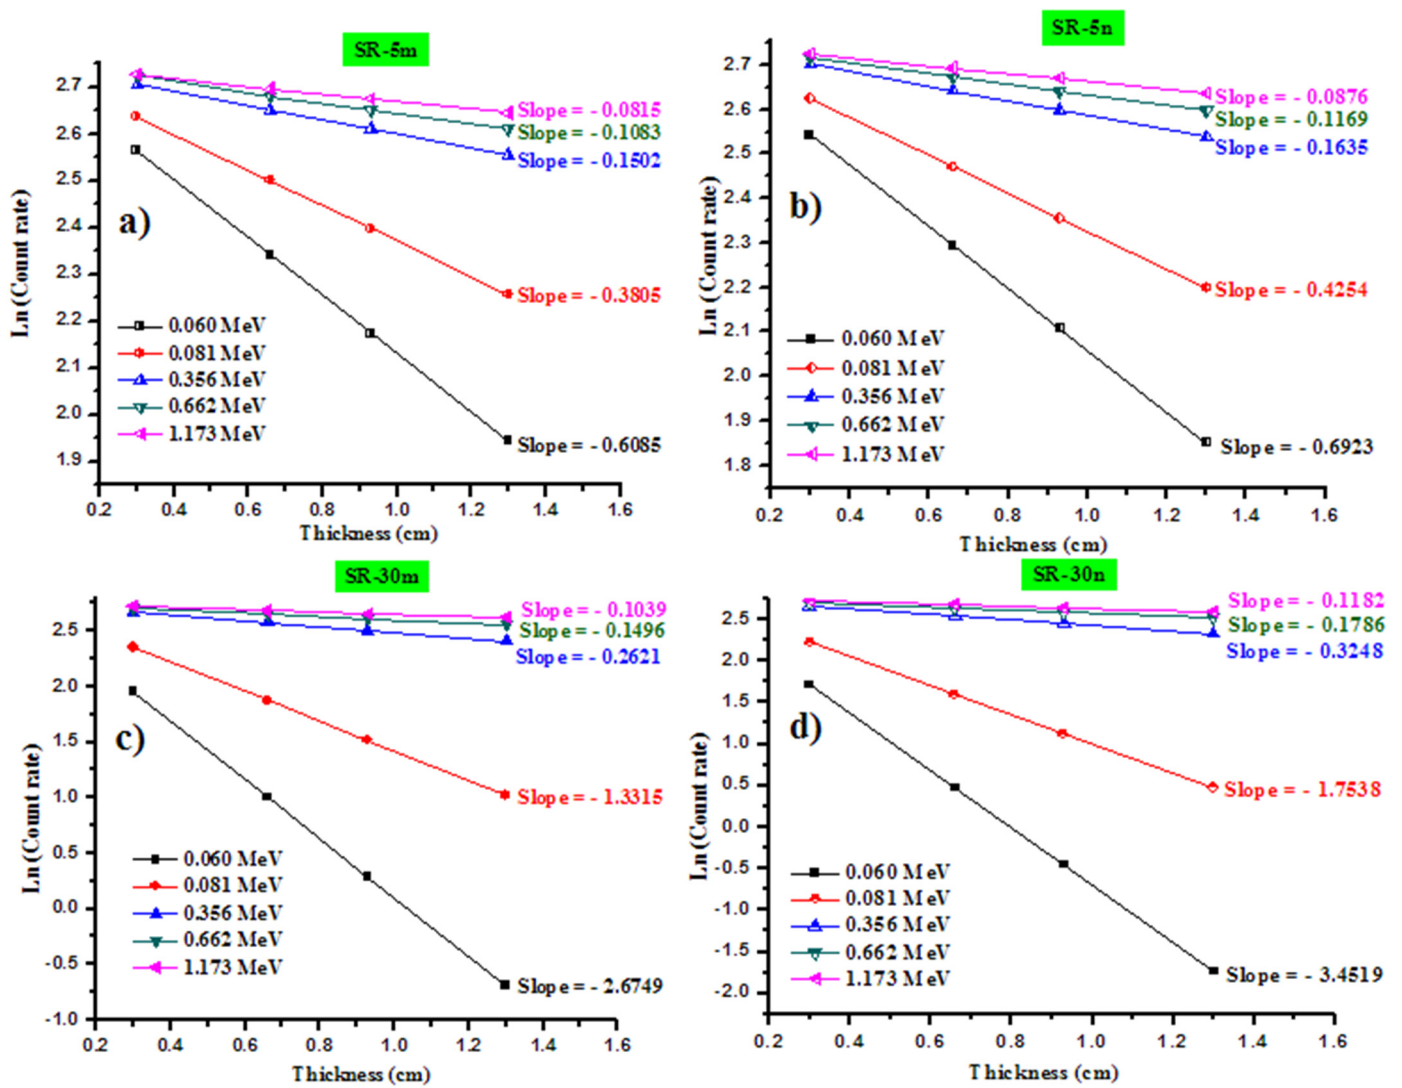 SR-5m
2.7
2.6
2.5
2.4
2.3
2.2
2.1
2.0
1.9
Ln (Count rate)
a)
Slope = - 0.0815
Slope = - 0.1083
Slope = - 0.1502
Slope = - 0.3805
Slope = - 0.6085
0.060 MeV
0.081 MeV
0.356 MeV
0.662 MeV
1.173 MeV
0.2 0.4 0.6 0.8 1.0 1.2 1.4 1.6
Thickness (cm)
SR-5n
2.7
2.6
2.5
2.4
2.3
2.2
2.1
2.0
1.9
1.8
Ln (Count rate)
b)
Slope = - 0.0876
Slope = - 0.1169
Slope = - 0.1635
Slope = - 0.4254
Slope = - 0.6923
0.060 MeV
0.081 MeV
0.356 MeV
0.662 MeV
1.173 MeV
0.2 0.4 0.6 0.8 1.0 1.2 1.4 1.6
Thickness (cm)
SR-30m
2.5
2.0
1.5
1.0
0.5
0.0
-0.5
-1.0
Ln (Count rate)
c)
Slope = - 0.1039
Slope = - 0.1496
Slope = - 0.2621
Slope = - 1.3315
Slope = - 2.6749
0.060 MeV
0.081 MeV
0.356 MeV
0.662 MeV
1.173 MeV
0.2 0.4 0.6 0.8 1.0 1.2 1.4 1.6
Thickness (cm)
SR-30n
2.5
2.0
1.5
1.0
0.5
0.0
-0.5
-1.0
-1.5
-2.0
Ln (Count rate)
d)
Slope = - 0.1182
Slope = - 0.1786
Slope = - 0.3248
Slope = - 1.7538
Slope = - 3.4519
0.060 MeV
0.081 MeV
0.356 MeV
0.662 MeV
1.173 MeV
0.2 0.4 0.6 0.8 1.0 1.2 1.4 1.6
Thickness (cm)